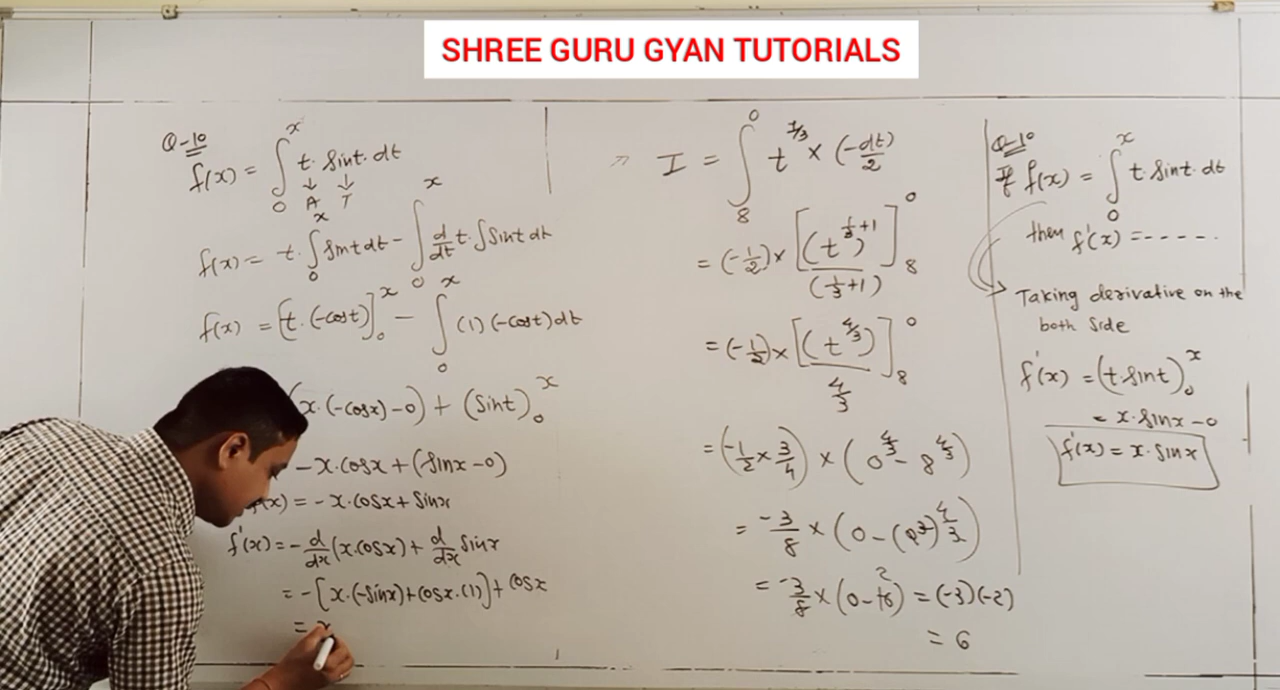 SHREE GURU GYAN TUTORIALS
Q-10
f(x) = ∫₀ˣ t. sint. dt
A T
f(x) = t. ∫₀ˣ sint dt - ∫₀ˣ d/dt t. ∫sint dt
f(x) = [t. (-cost)]₀ˣ - ∫₀ˣ (1) (-cost) dt
(x. (-cosx) - 0) + (sint)₀ˣ
- x. cosx + (sinx - 0)
(x) = - x. cosx + sinx
f'(x) = - d/dx (x. cosx) + d/dx sinx
= - [x. (-sinx) + cosx. (1)] + cosx
= x
I = ∫₈⁰ t^(1/3) × (-dt/2)
= (-1/2) × [(t^(1/3 + 1)) / (1/3 + 1)]₈⁰
= (-1/2) × [(t^(4/3)) / (4/3)]₈⁰
= (-1/2 × 3/4) × (0^(4/3) - 8^(4/3))
= -3/8 × (0 - (2³)^(4/3))
= -3/8 × (0 - 16) 2 = (-3) (-2)
= 6
Q-10
If f(x) = ∫₀ˣ t. sint. dt
then f'(x) = - - - - - .
Taking derivative on the
both side
f'(x) = (t. sint)₀ˣ
= x. sinx - 0
f'(x) = x. sinx